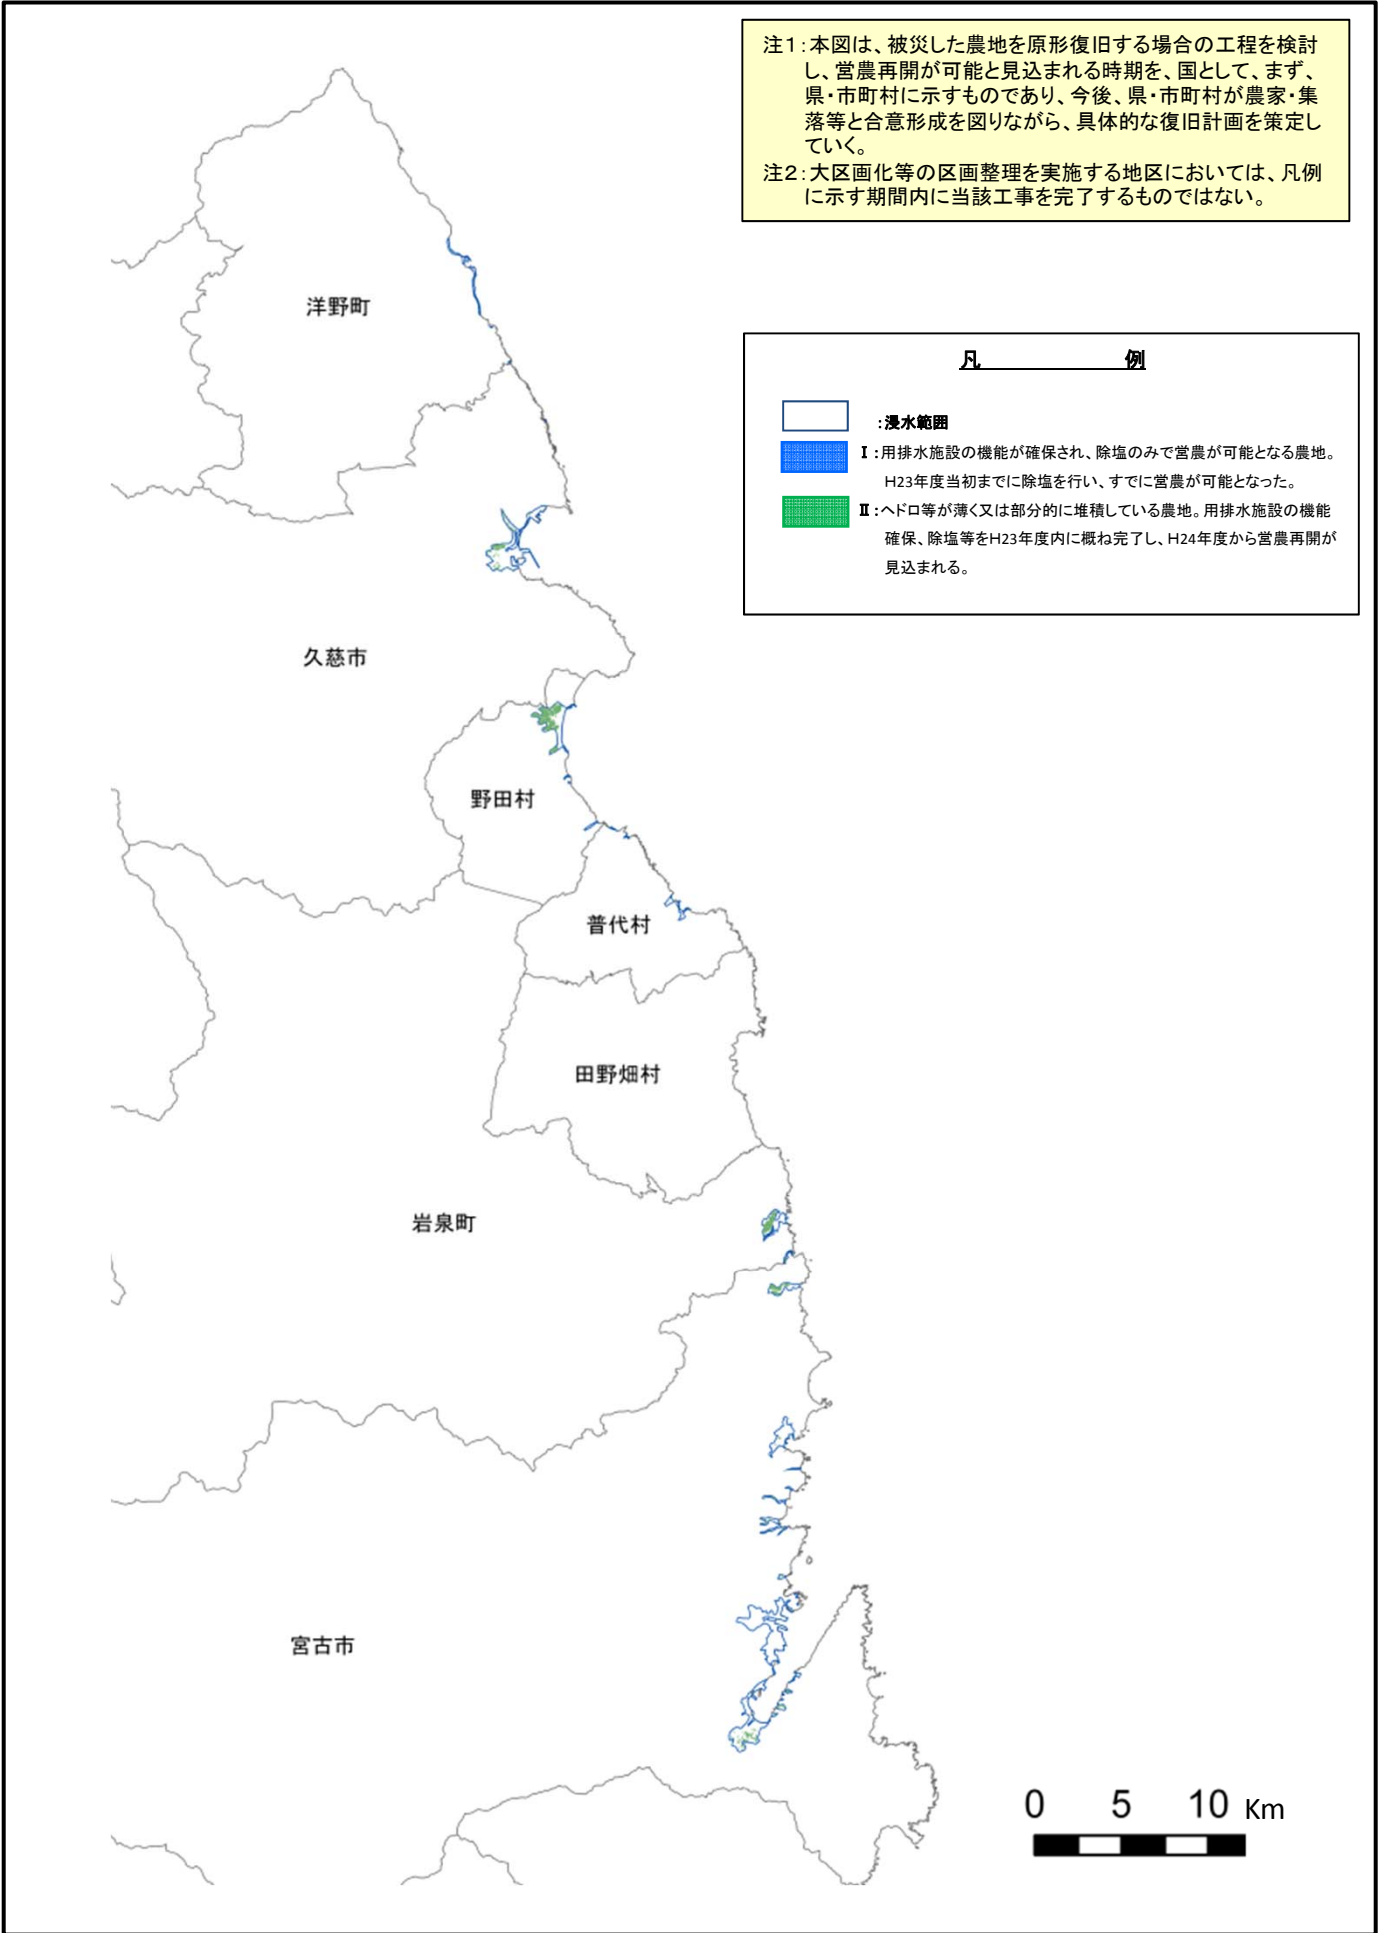 注1：本図は、被災した農地を原形復旧する場合の工程を検討
し、営農再開が可能と見込まれる時期を、国として、まず、
県・市町村に示すものであり、今後、県・市町村が農家・集
落等と合意形成を図りながら、具体的な復旧計画を策定し
ていく。
注2：大区画化等の区画整理を実施する地区においては、凡例
に示す期間内に当該工事を完了するものではない。
凡 例
：浸水範囲
Ⅰ：用排水施設の機能が確保され、除塩のみで営農が可能となる農地。
H23年度当初までに除塩を行い、すでに営農が可能となった。
Ⅱ：ヘドロ等が薄く又は部分的に堆積している農地。用排水施設の機能
確保、除塩等をH23年度内に概ね完了し、H24年度から営農再開が
見込まれる。
洋野町
久慈市
野田村
普代村
田野畑村
岩泉町
宮古市
0 5 10 Km